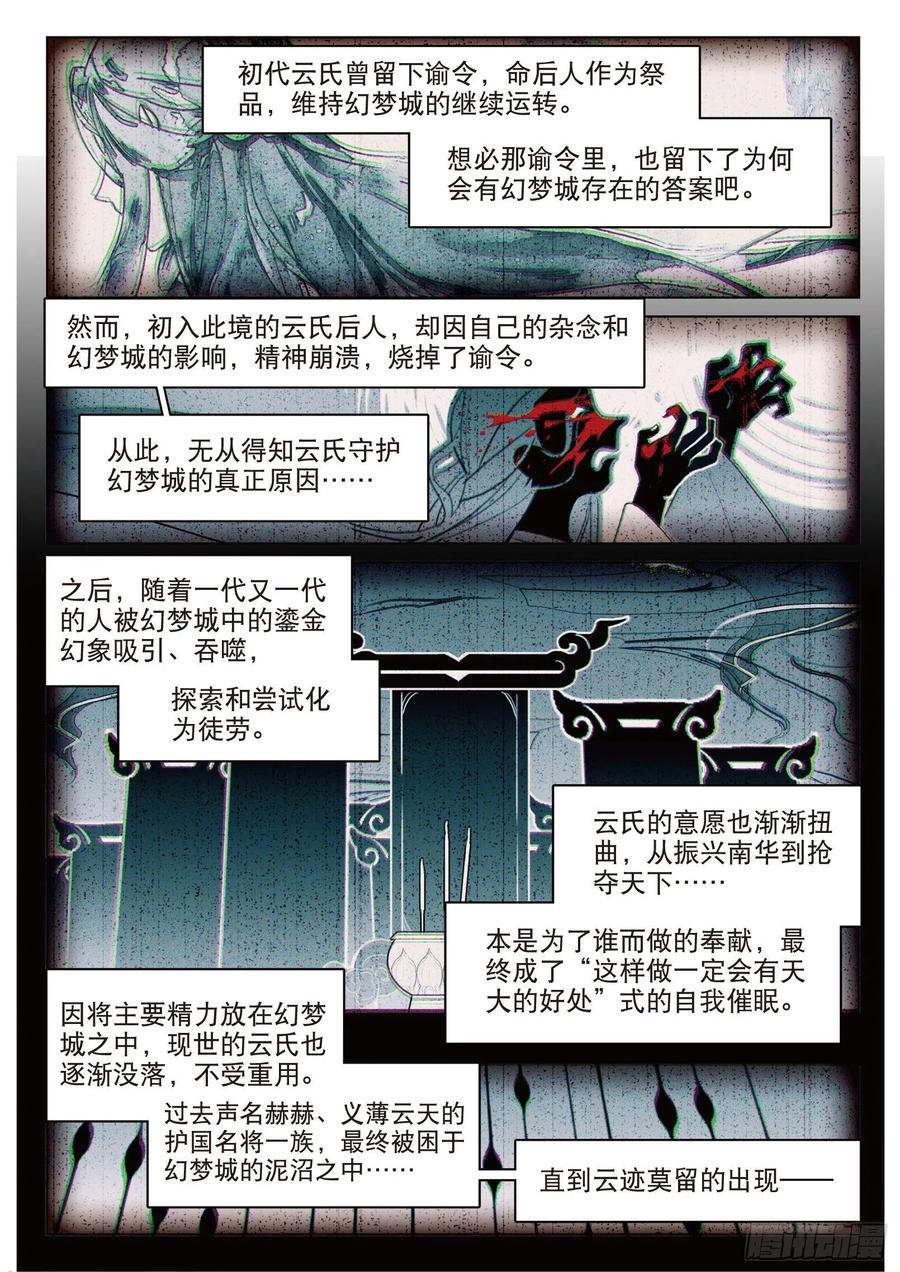 初代云氏曾留下谕令，命后人作为祭
品，维持幻梦城的继续运转。
想必那谕令里，也留下了为何
会有幻梦城存在的答案吧。
然而，初入此境的云氏后人，却因自己的杂念和
幻梦城的影响，精神崩溃，烧掉了谕令。
从此，无从得知云氏守护
幻梦城的真正原因……
之后，随着一代又一代
的人被幻梦城中的鎏金
幻象吸引、吞噬，
探索和尝试化
为徒劳。
云氏的意愿也渐渐扭
曲，从振兴南华到抢
夺天下……
本是为了谁而做的奉献，最
终成了“这样做一定会有天
大的好处”式的自我催眠。
因将主要精力放在幻梦
城之中，现世的云氏也
逐渐没落，不受重用。
过去声名赫赫、义薄云天的
护国名将一族，最终被困于
幻梦城的泥沼之中……
直到云迹莫留的出现——
腾讯动漫